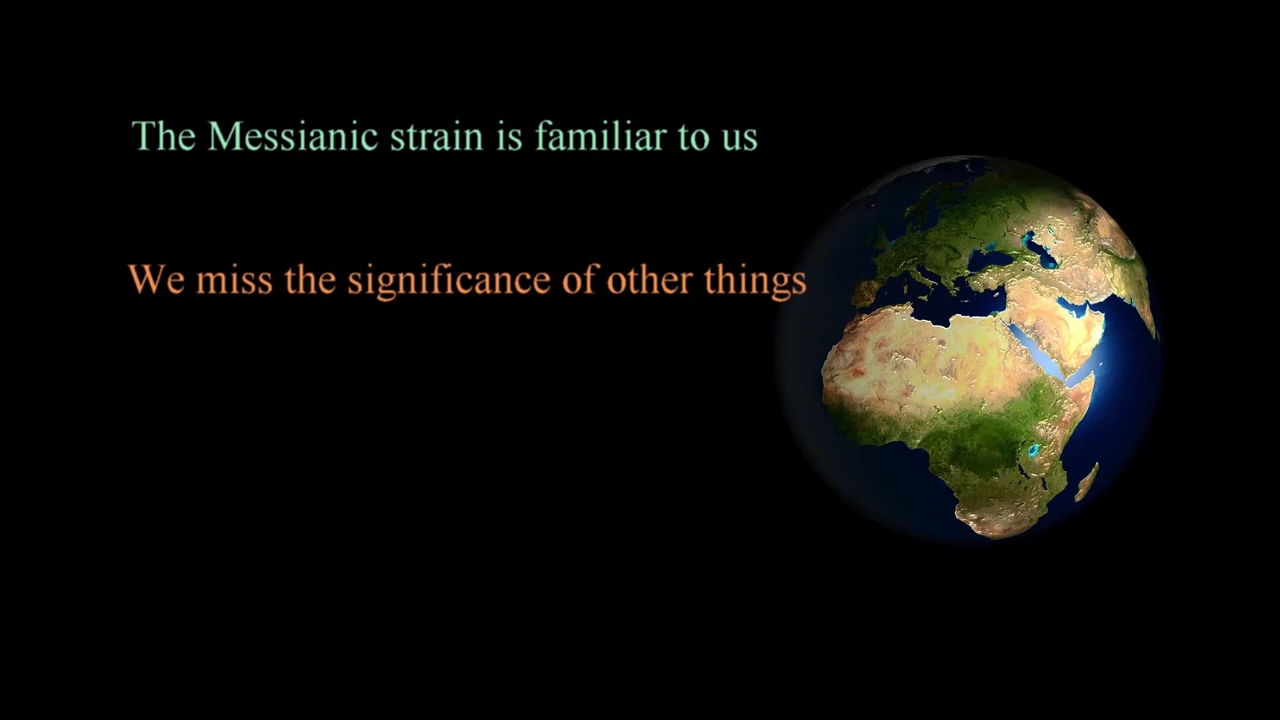 The Messianic strain is familiar to us
We miss the significance of other things